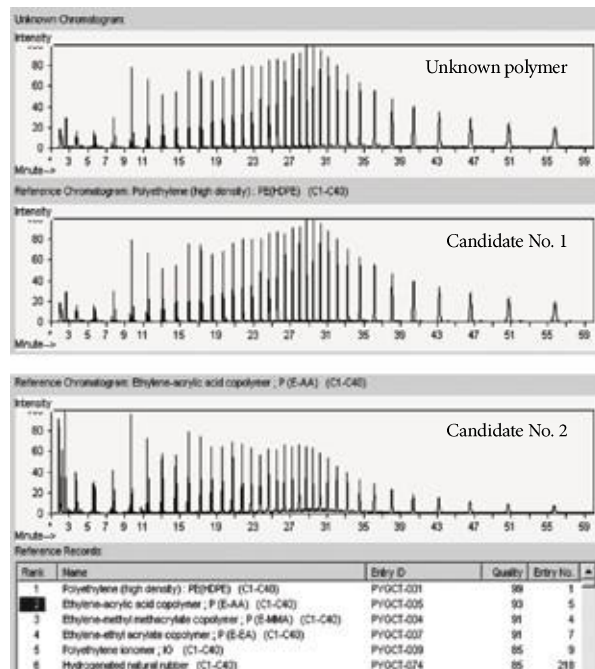 Unknown Chromatogram:
Intensity
Unknown polymer
80
60
40
20
0
* 3 5 7 9 11 15 19 23 27 31 35 39 43 47 51 55 59
Minute-->
Reference Chromatogram: Polyethylene (high density) : PE(HDPE) (C1-C40)
Intensity
Candidate No. 1
80
60
40
20
0
* 3 5 7 9 11 15 19 23 27 31 35 39 43 47 51 55 59
Minute-->
Reference Chromatogram: Ethylene-acrylic acid copolymer ; P (E-AA) (C1-C40)
Intensity
Candidate No. 2
80
60
40
20
0
* 3 5 7 9 11 15 19 23 27 31 35 39 43 47 51 55 59
Minute-->
Reference Records
Rank Name Entry ID Quality Entry No.
1 Polyethylene (high density) : PE(HDPE) (C1-C40) PYGCT-001 99 1
2 Ethylene-acrylic acid copolymer ; P (E-AA) (C1-C40) PYGCT-005 93 5
3 Ethylene-methyl methacrylate copolymer ; P (E-MMA) (C1-C40) PYGCT-004 91 4
4 Ethylene-ethyl acrylate copolymer ; P (E-EA) (C1-C40) PYGCT-007 91 7
5 Polyethylene ionomer ; IO (C1-C40) PYGCT-009 85 9
6 Hydrogenated natural rubber (C1-C40) PYGCT-074 86 218